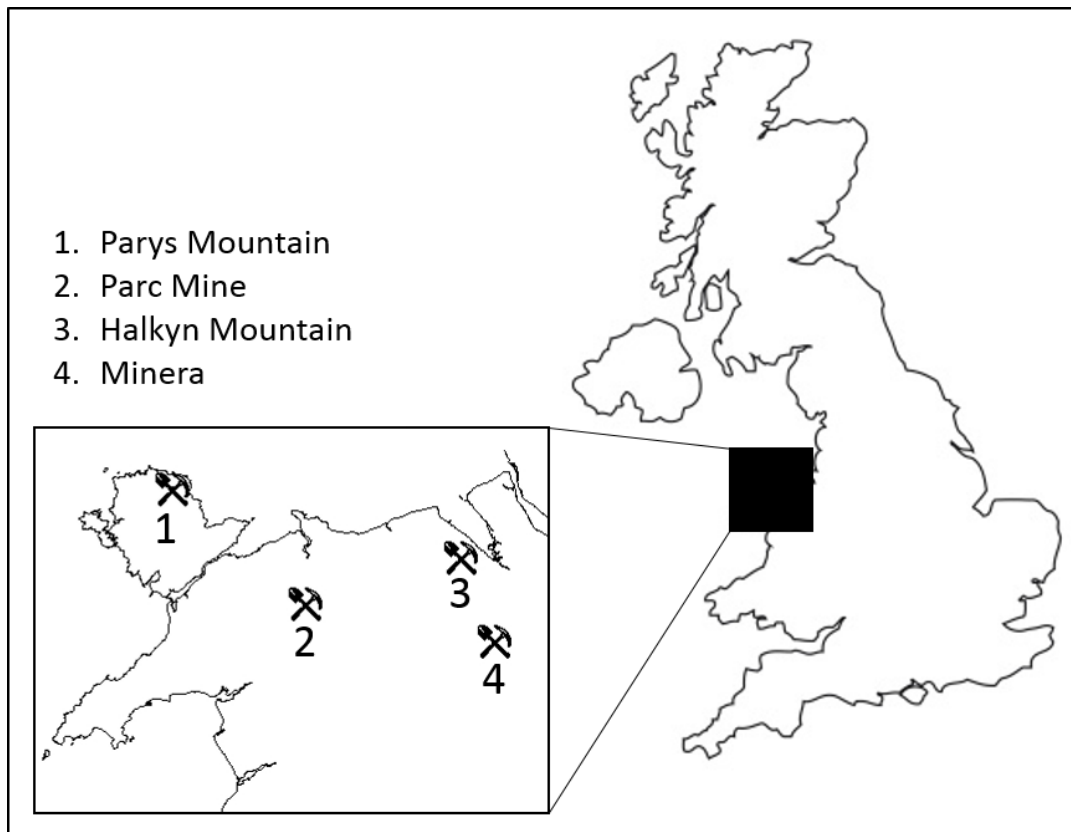 1. Parys Mountain
2. Parc Mine
3. Halkyn Mountain
4. Minera
1
2
3
4